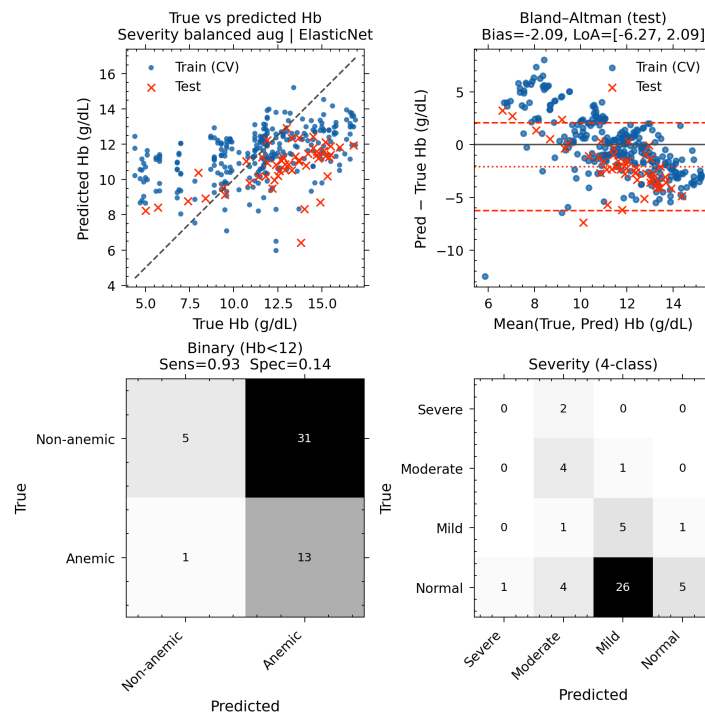 True vs predicted Hb
Severity balanced aug | ElasticNet
Train (CV)
Test
16
14
12
10
8
6
4
5.0 7.5 10.0 12.5 15.0
Predicted Hb (g/dL)
True Hb (g/dL)
Bland–Altman (test)
Bias=-2.09, LoA=[-6.27, 2.09]
Train (CV)
Test
5
0
−5
−10
6 8 10 12 14
Pred − True Hb (g/dL)
Mean(True, Pred) Hb (g/dL)
Binary (Hb<12)
Sens=0.93 Spec=0.14
Non-anemic 5 31
Anemic 1 13
Non-anemic Anemic
True
Predicted
Severity (4-class)
Severe 0 2 0 0
Moderate 0 4 1 0
Mild 0 1 5 1
Normal 1 4 26 5
Severe Moderate Mild Normal
True
Predicted